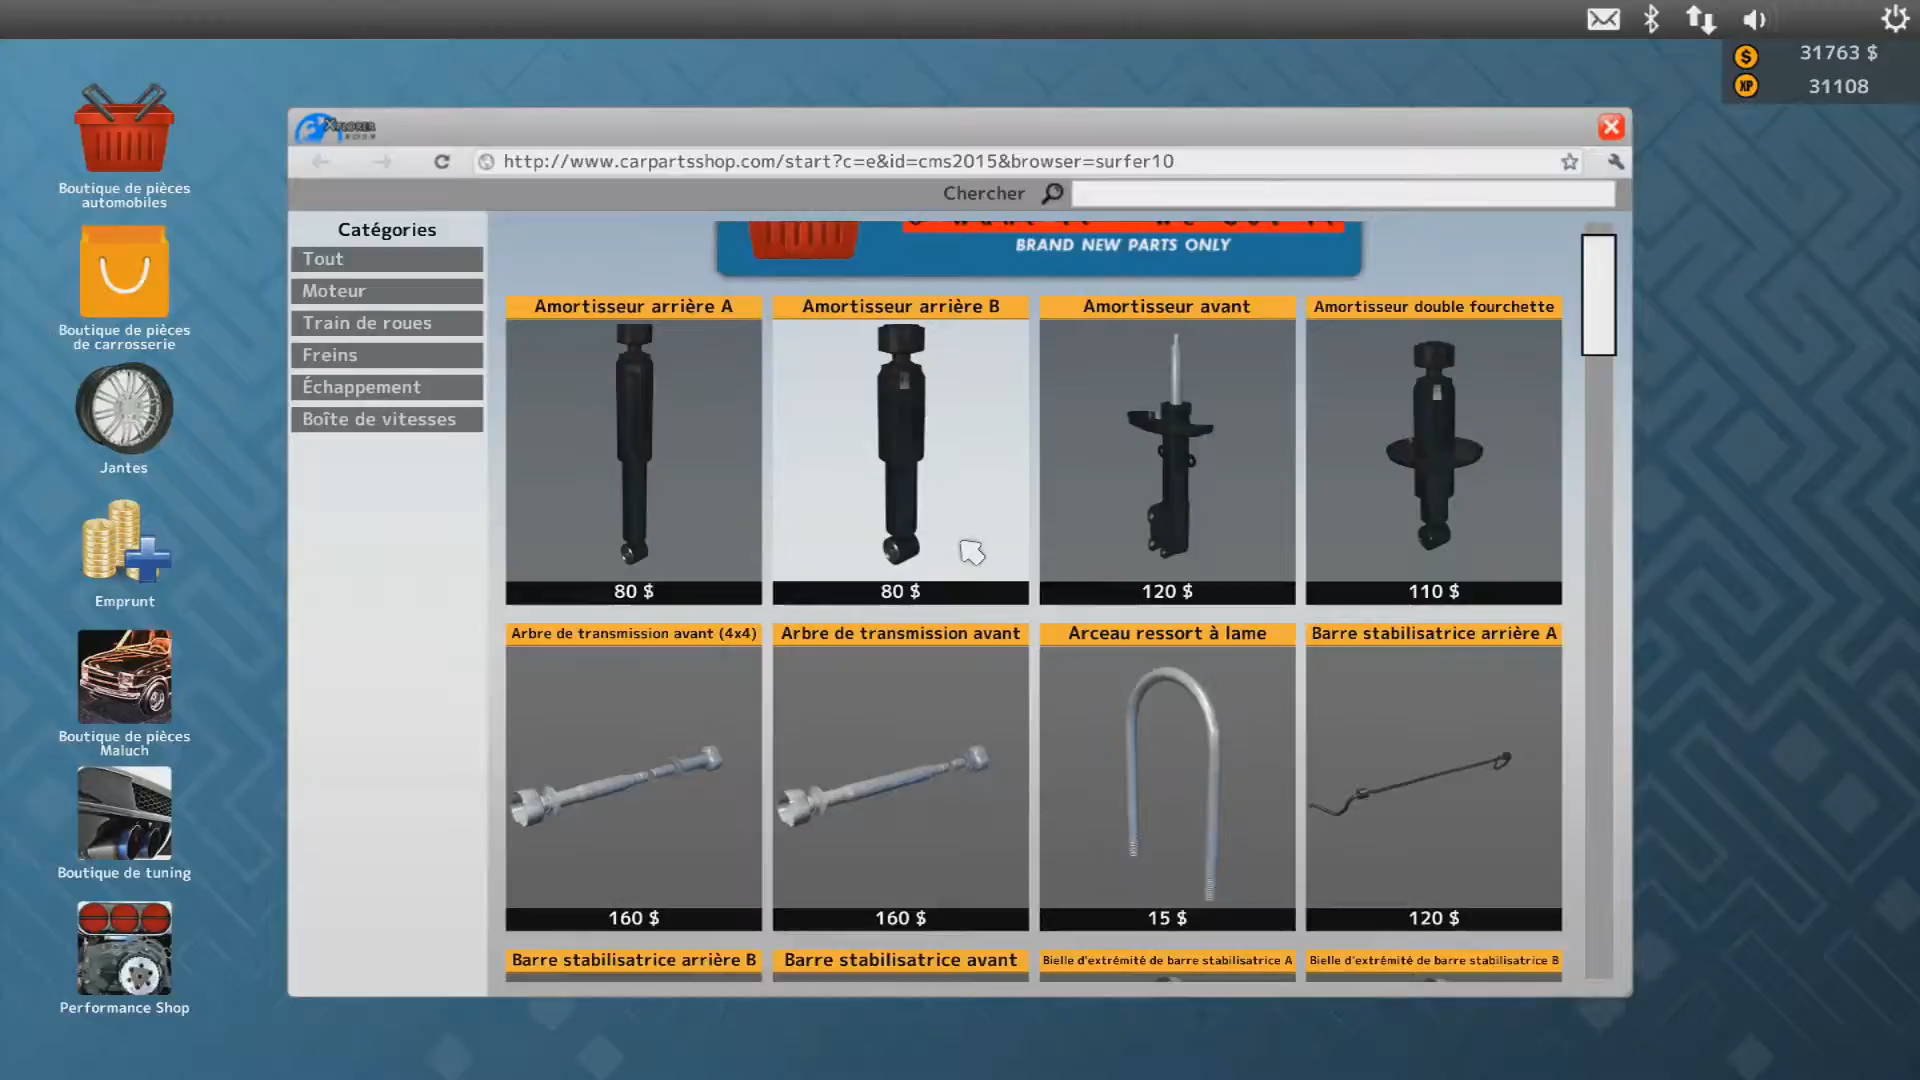 31763 $
XP
31108
Boutique de pièces
automobiles
Boutique de pièces
de carrosserie
Jantes
Emprunt
Boutique de pièces
Maluch
Boutique de tuning
Performance Shop
http://www.carpartsshop.com/start?c=e&id=cms2015&browser=surfer10
Chercher
Catégories
Tout
Moteur
Train de roues
Freins
Échappement
Boîte de vitesses
BRAND NEW PARTS ONLY
Amortisseur arrière A
Amortisseur arrière B
Amortisseur avant
Amortisseur double fourchette
80 $
80 $
120 $
110 $
Arbre de transmission avant (4x4)
Arbre de transmission avant
Arceau ressort à lame
Barre stabilisatrice arrière A
160 $
160 $
15 $
120 $
Barre stabilisatrice arrière B
Barre stabilisatrice avant
Bielle d'extrémité de barre stabilisatrice A
Bielle d'extrémité de barre stabilisatrice B